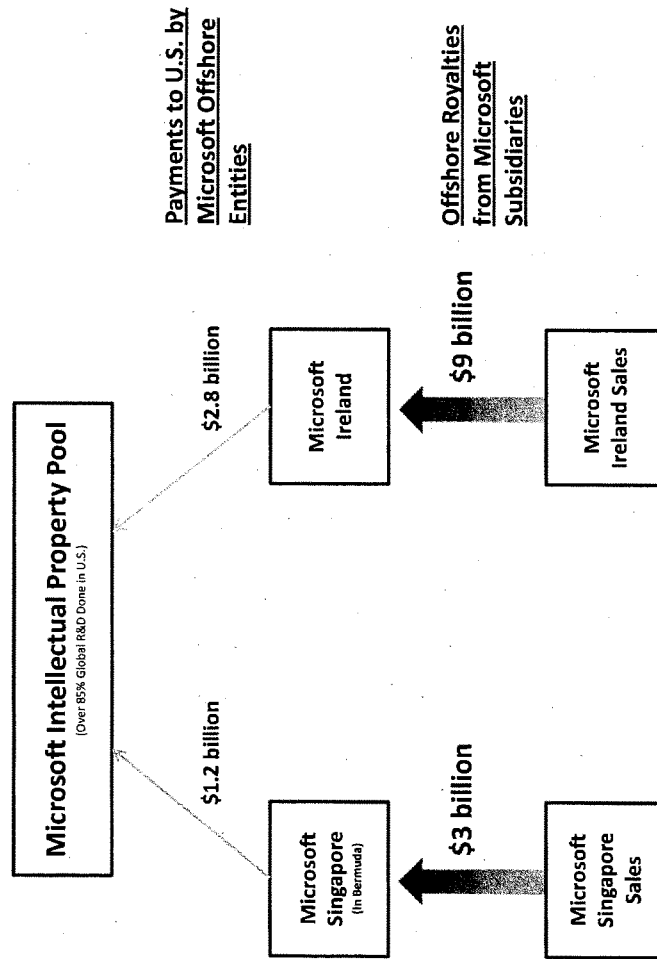 Microsoft Intellectual Property Pool
(Over 85% Global R&D Done in U.S.)
$1.2 billion
$2.8 billion
Payments to U.S. by
Microsoft Offshore
Entities
Microsoft
Singapore
(In Bermuda)
Microsoft
Ireland
$3 billion
$9 billion
Offshore Royalties
from Microsoft
Subsidiaries
Microsoft
Singapore
Sales
Microsoft
Ireland Sales